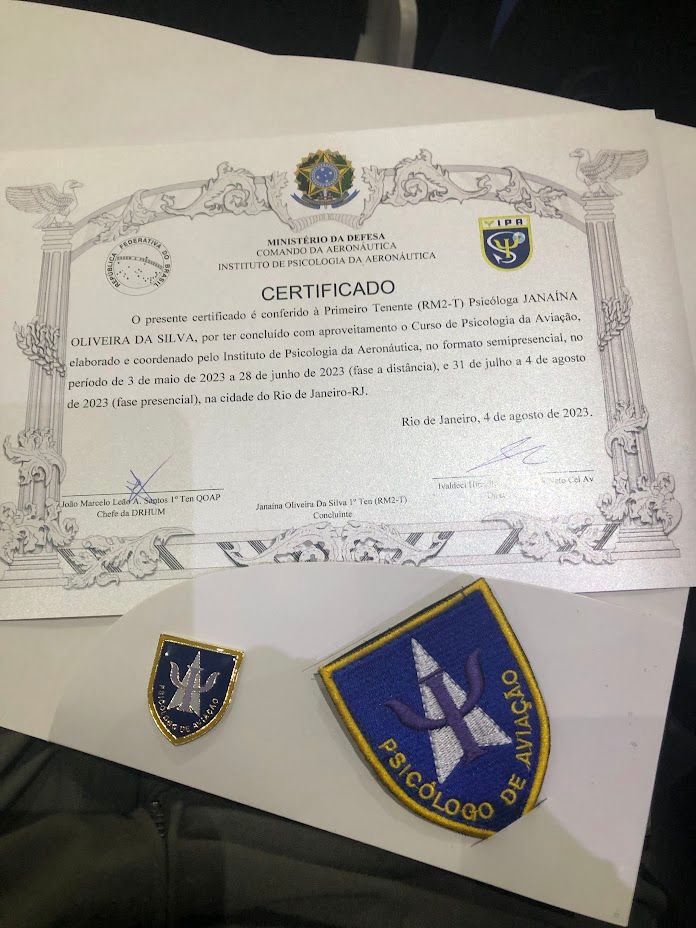 REPÚBLICA FEDERATIVA DO BRASIL
IPA
MINISTÉRIO DA DEFESA
COMANDO DA AERONÁUTICA
INSTITUTO DE PSICOLOGIA DA AERONÁUTICA
CERTIFICADO
O presente certificado é conferido à Primeiro Tenente (RM2-T) Psicóloga JANAÍNA
OLIVEIRA DA SILVA, por ter concluído com aproveitamento o Curso de Psicologia da Aviação,
elaborado e coordenado pelo Instituto de Psicologia da Aeronáutica, no formato semipresencial, no
período de 3 de maio de 2023 a 28 de junho de 2023 (fase a distância), e 31 de julho a 4 de agosto
de 2023 (fase presencial), na cidade do Rio de Janeiro-RJ.
Rio de Janeiro, 4 de agosto de 2023.
João Marcelo Leão A. Santos 1º Ten QOAP
Chefe da DRHUM
Janaína Oliveira Da Silva 1º Ten (RM2-T)
Concluinte
Ivaldeci Neto Cel Av
PSICÓLOGO DE AVIAÇÃO
PSICÓLOGO DE AVIAÇÃO